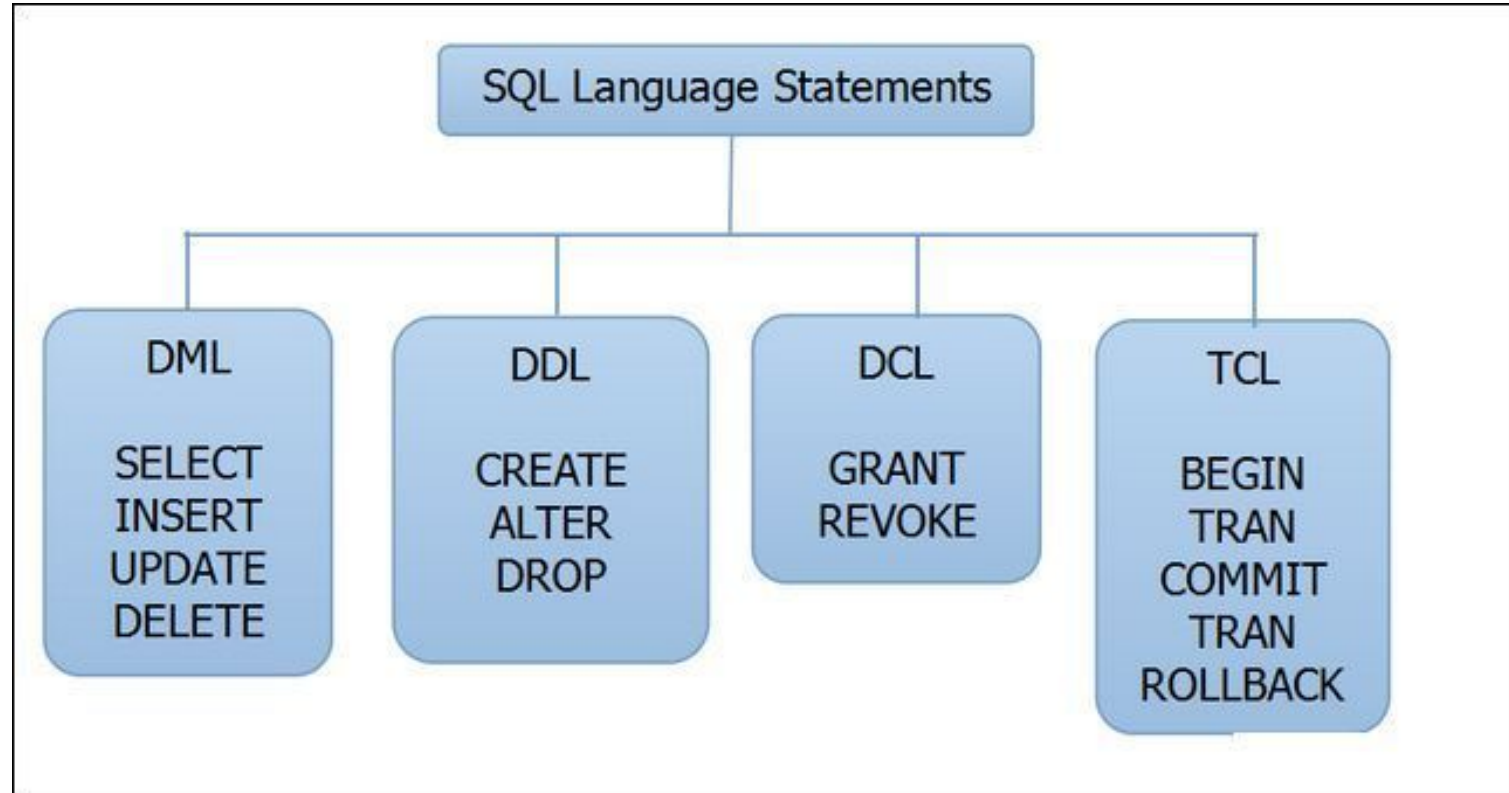 SQL Language Statements
DML
SELECT
INSERT
UPDATE
DELETE
DDL
CREATE
ALTER
DROP
DCL
GRANT
REVOKE
TCL
BEGIN
TRAN
COMMIT
TRAN
ROLLBACK